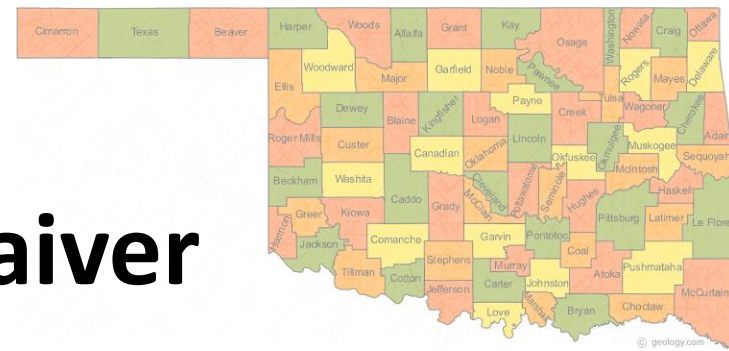 Cimarron Texas Beaver Harper Woods Alfalfa Grant Kay Osage Washington Nowata Craig Ottawa
Ellis Woodward Major Garfield Noble Pawnee Rogers Mayes Delaware
Dewey Blaine Kingfisher Logan Payne Creek Tulsa Wagoner Cherokee Adair
Roger Mills Custer Canadian Oklahoma Lincoln Okfuskee Okmulgee Muskogee Sequoyah
Beckham Washita Caddo Grady McClain Cleveland Pottawatomie Seminole Hughes McIntosh Haskell
Harmon Greer Kiowa Comanche Garvin Pontotoc Pittsburg Latimer Le Flore
Jackson Tillman Cotton Stephens Murray Coal Atoka Pushmataha
Jefferson Carter Johnston McCurtain
Love Marshall Bryan Choctaw
aiver
© geology.com